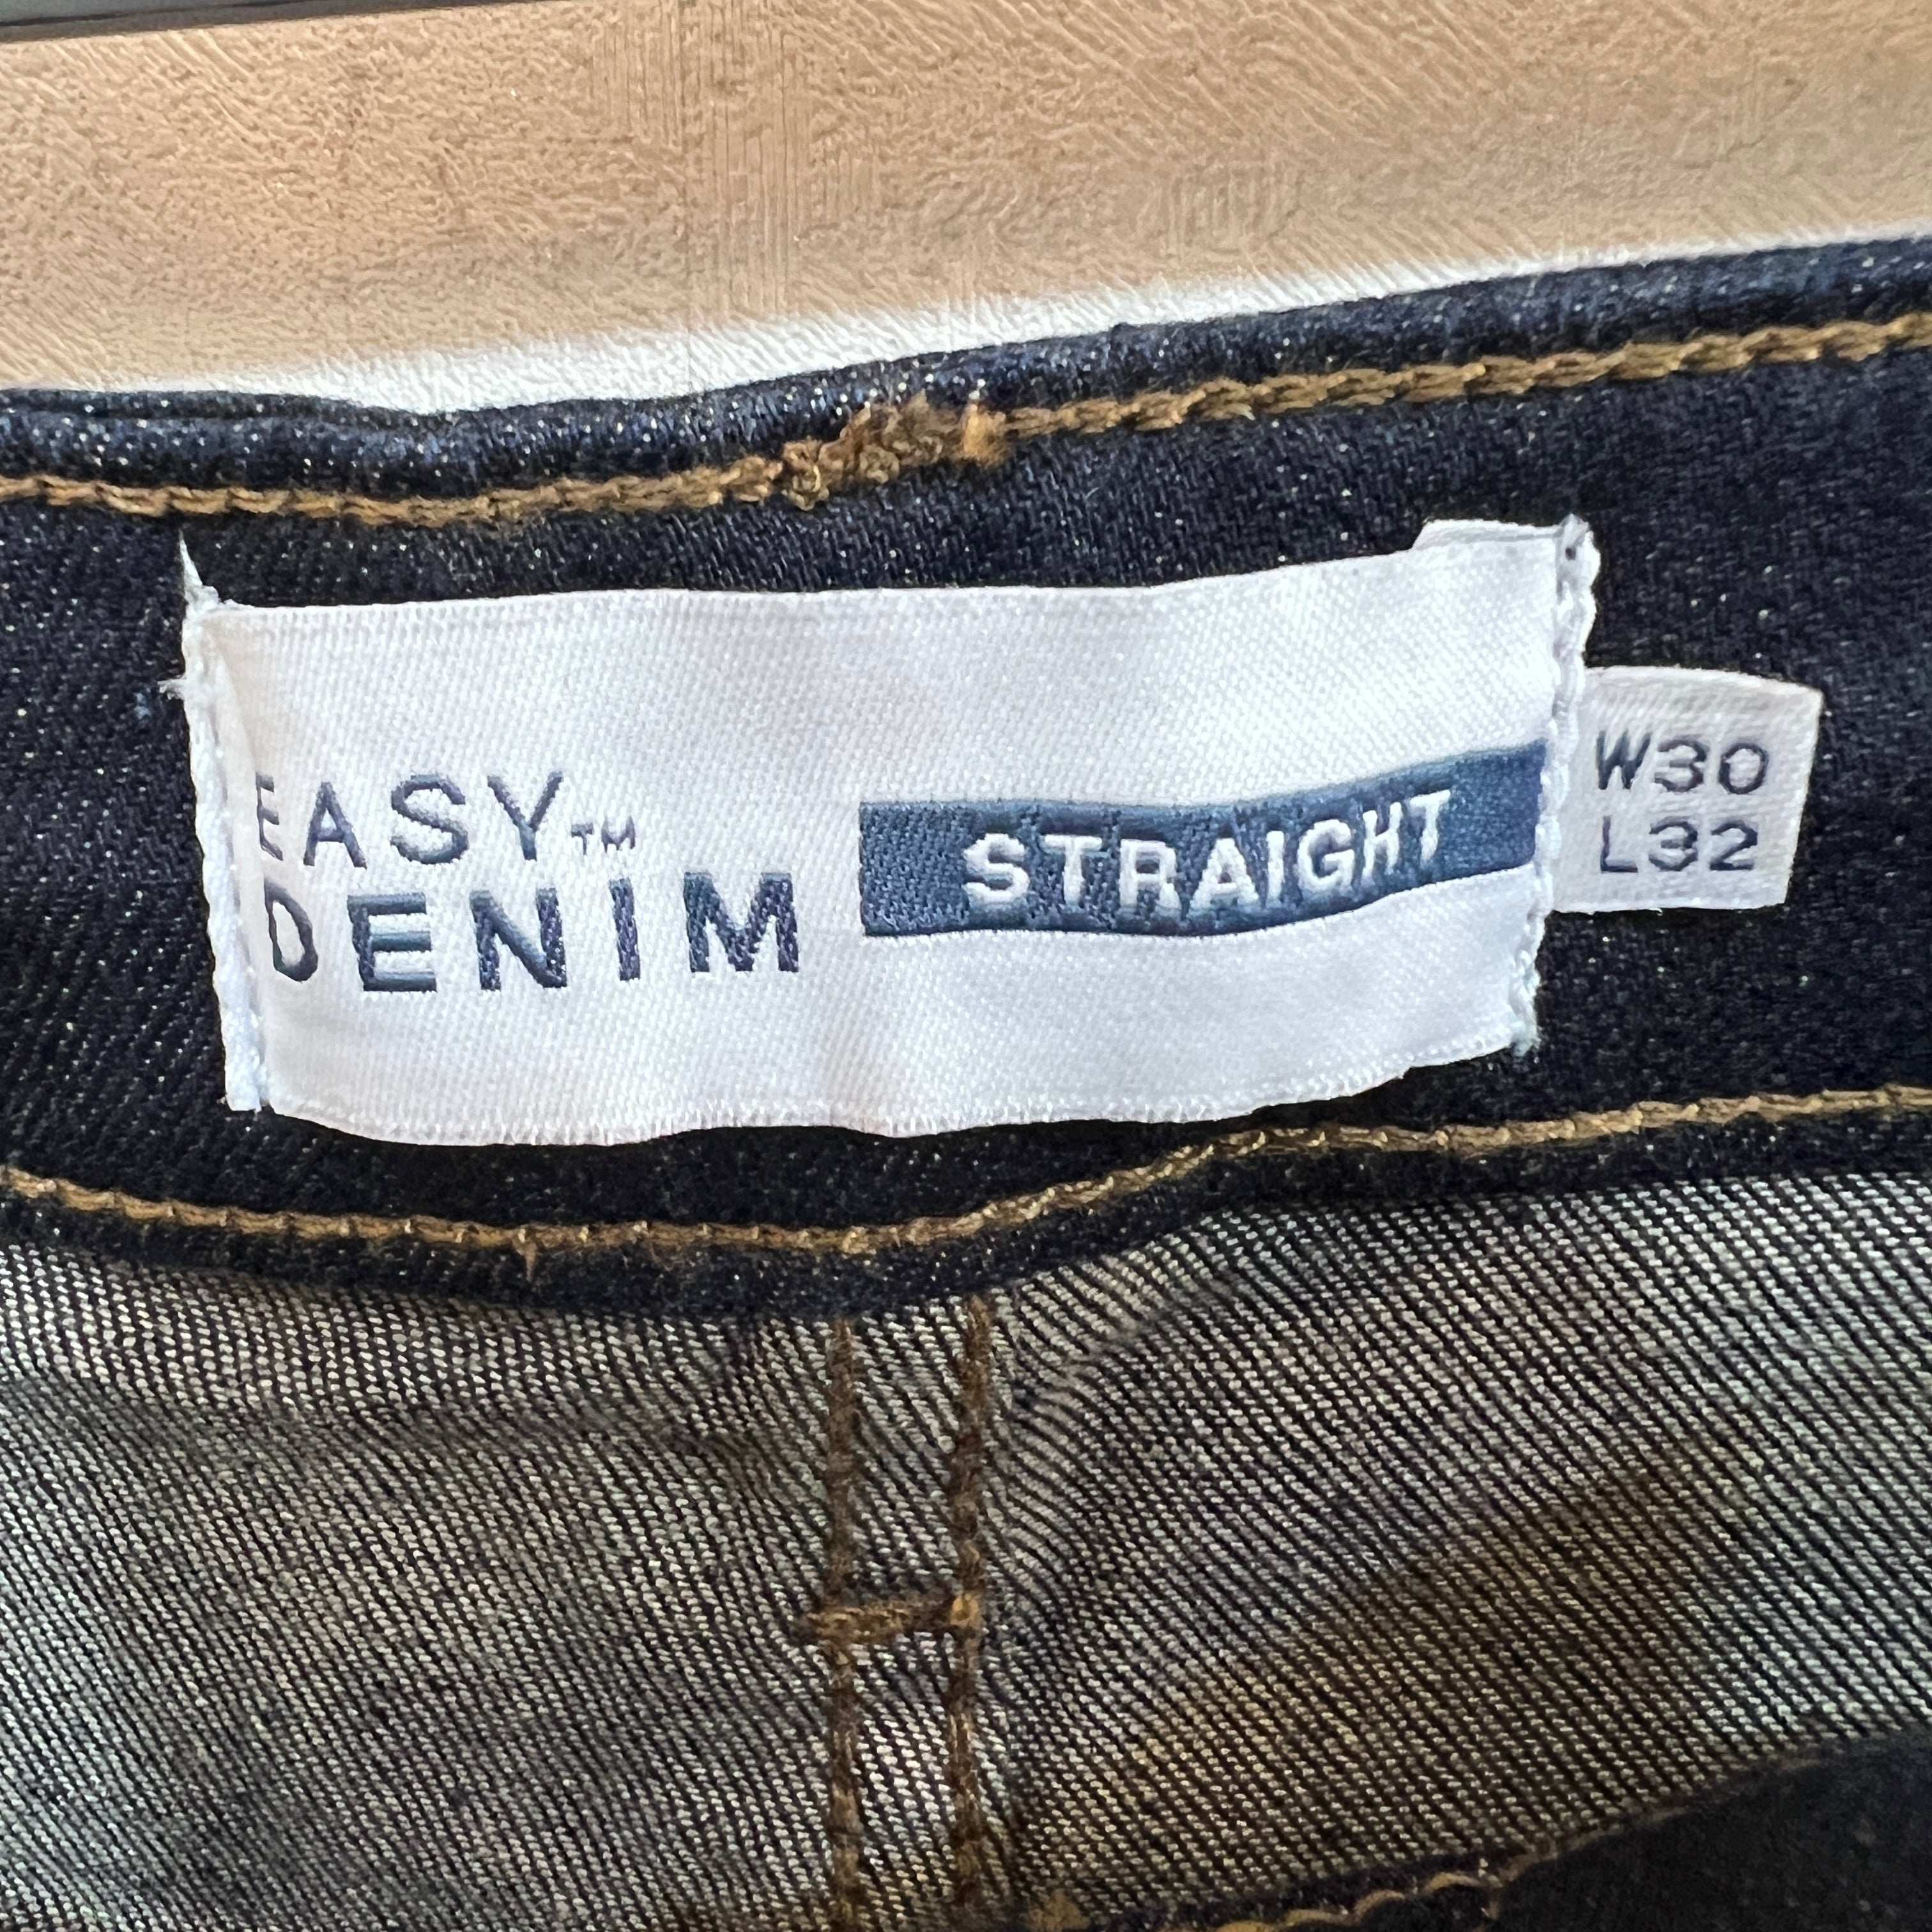 EASY™
DENIM
STRAIGHT
W30
L32